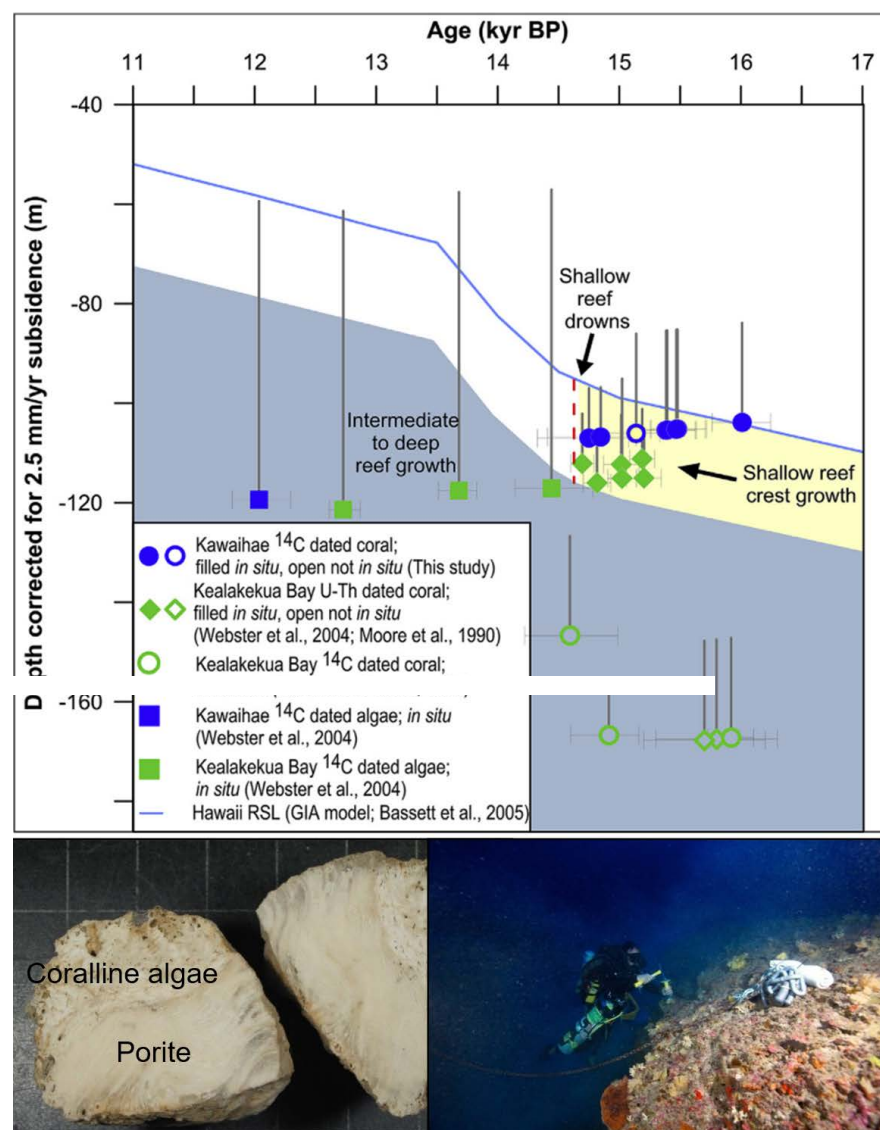 Age (kyr BP)
11 12 13 14 15 16 17
-40
-80
-120
-160
pth corrected for 2.5 mm/yr subsidence (m)
Shallow
reef
drowns
Intermediate
to deep
reef growth
Shallow reef
crest growth
Kawaihae 14C dated coral;
filled in situ, open not in situ (This study)
Kealakekua Bay U-Th dated coral;
filled in situ, open not in situ
(Webster et al., 2004; Moore et al., 1990)
Kealakekua Bay 14C dated coral;
Kawaihae 14C dated algae; in situ
(Webster et al., 2004)
Kealakekua Bay 14C dated algae;
in situ (Webster et al., 2004)
Hawaii RSL (GIA model; Bassett et al., 2005)
Coralline algae
Porite